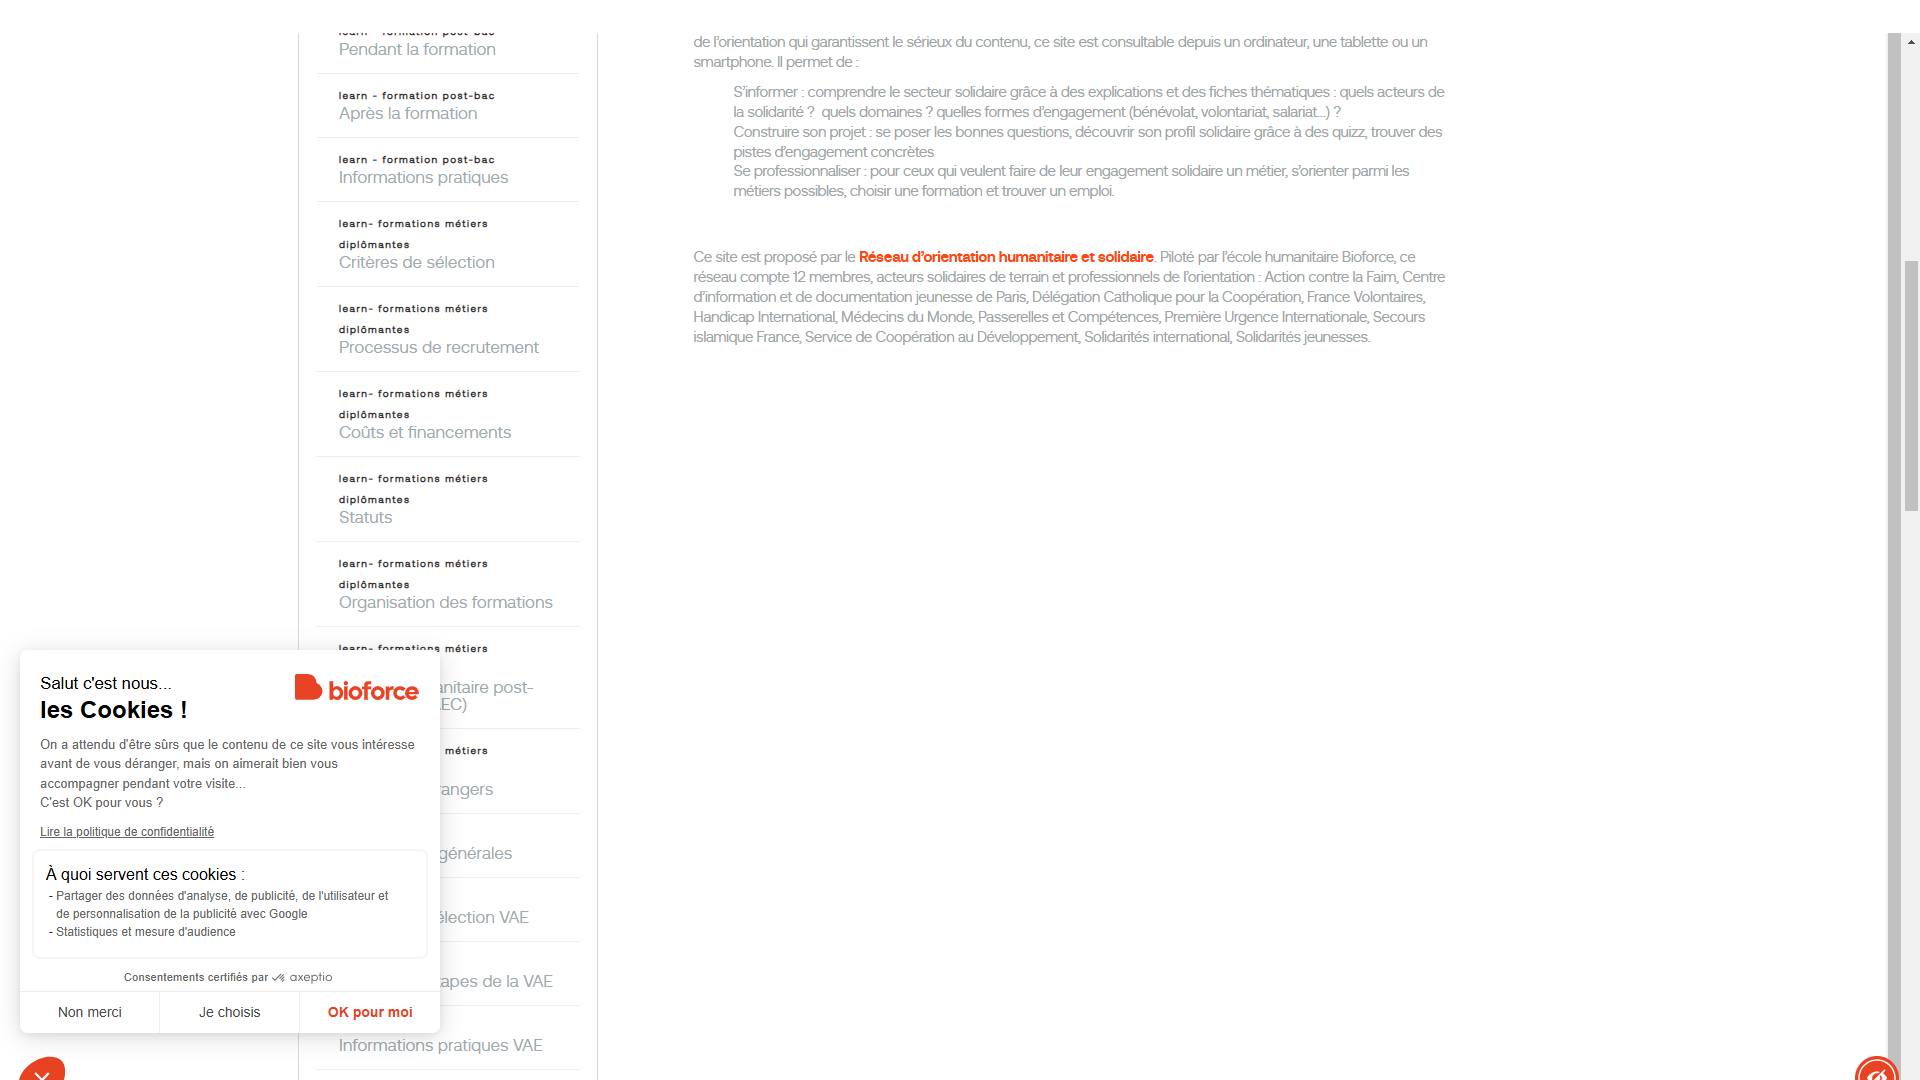 Pendant la formation
learn - formation post-bac
Après la formation
learn - formation post-bac
Informations pratiques
learn- formations métiers
diplômantes
Critères de sélection
learn- formations métiers
diplômantes
Processus de recrutement
learn- formations métiers
diplômantes
Coûts et financements
learn- formations métiers
diplômantes
Statuts
learn- formations métiers
diplômantes
Organisation des formations
learn- formations métiers
post-
EC)
métiers
générales
VAE
de la VAE
Informations pratiques VAE
de l’orientation qui garantissent le sérieux du contenu, ce site est consultable depuis un ordinateur, une tablette ou un
smartphone. Il permet de :
S’informer : comprendre le secteur solidaire grâce à des explications et des fiches thématiques : quels acteurs de
la solidarité ?  quels domaines ? quelles formes d’engagement (bénévolat, volontariat, salariat…) ?
Construire son projet : se poser les bonnes questions, découvrir son profil solidaire grâce à des quizz, trouver des
pistes d’engagement concrètes
Se professionnaliser : pour ceux qui veulent faire de leur engagement solidaire un métier, s’orienter parmi les
métiers possibles, choisir une formation et trouver un emploi.
Ce site est proposé par le Réseau d’orientation humanitaire et solidaire. Piloté par l’école humanitaire Bioforce, ce
réseau compte 12 membres, acteurs solidaires de terrain et professionnels de l’orientation : Action contre la Faim, Centre
d’information et de documentation jeunesse de Paris, Délégation Catholique pour la Coopération, France Volontaires,
Handicap International, Médecins du Monde, Passerelles et Compétences, Première Urgence Internationale, Secours
islamique France, Service de Coopération au Développement, Solidarités international, Solidarités jeunesses.
Salut c'est nous...
les Cookies !
bioforce
On a attendu d'être sûrs que le contenu de ce site vous intéresse
avant de vous déranger, mais on aimerait bien vous
accompagner pendant votre visite...
C'est OK pour vous ?
Lire la politique de confidentialité
À quoi servent ces cookies :
- Partager des données d'analyse, de publicité, de l'utilisateur et
de personnalisation de la publicité avec Google
- Statistiques et mesure d'audience
Consentements certifiés par axeptio
Non merci
Je choisis
OK pour moi